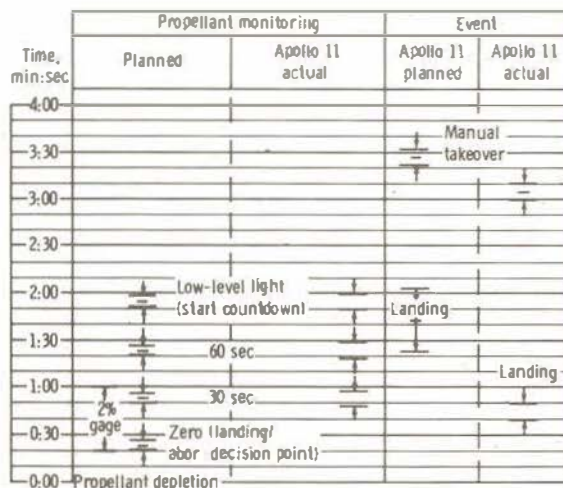 Propellant monitoring
Event
Time,
min:sec
Planned
Apollo 11
actual
Apollo 11
planned
Apollo 11
actual
4:00
3:30
3:00
2:30
2:00
1:30
1:00
0:30
0:00
Manual
takeover
Low-level light
(start countdown)
Landing
60 sec
Landing
30 sec
2%
gage
Zero (landing/
abor decision point)
Propellant depletion